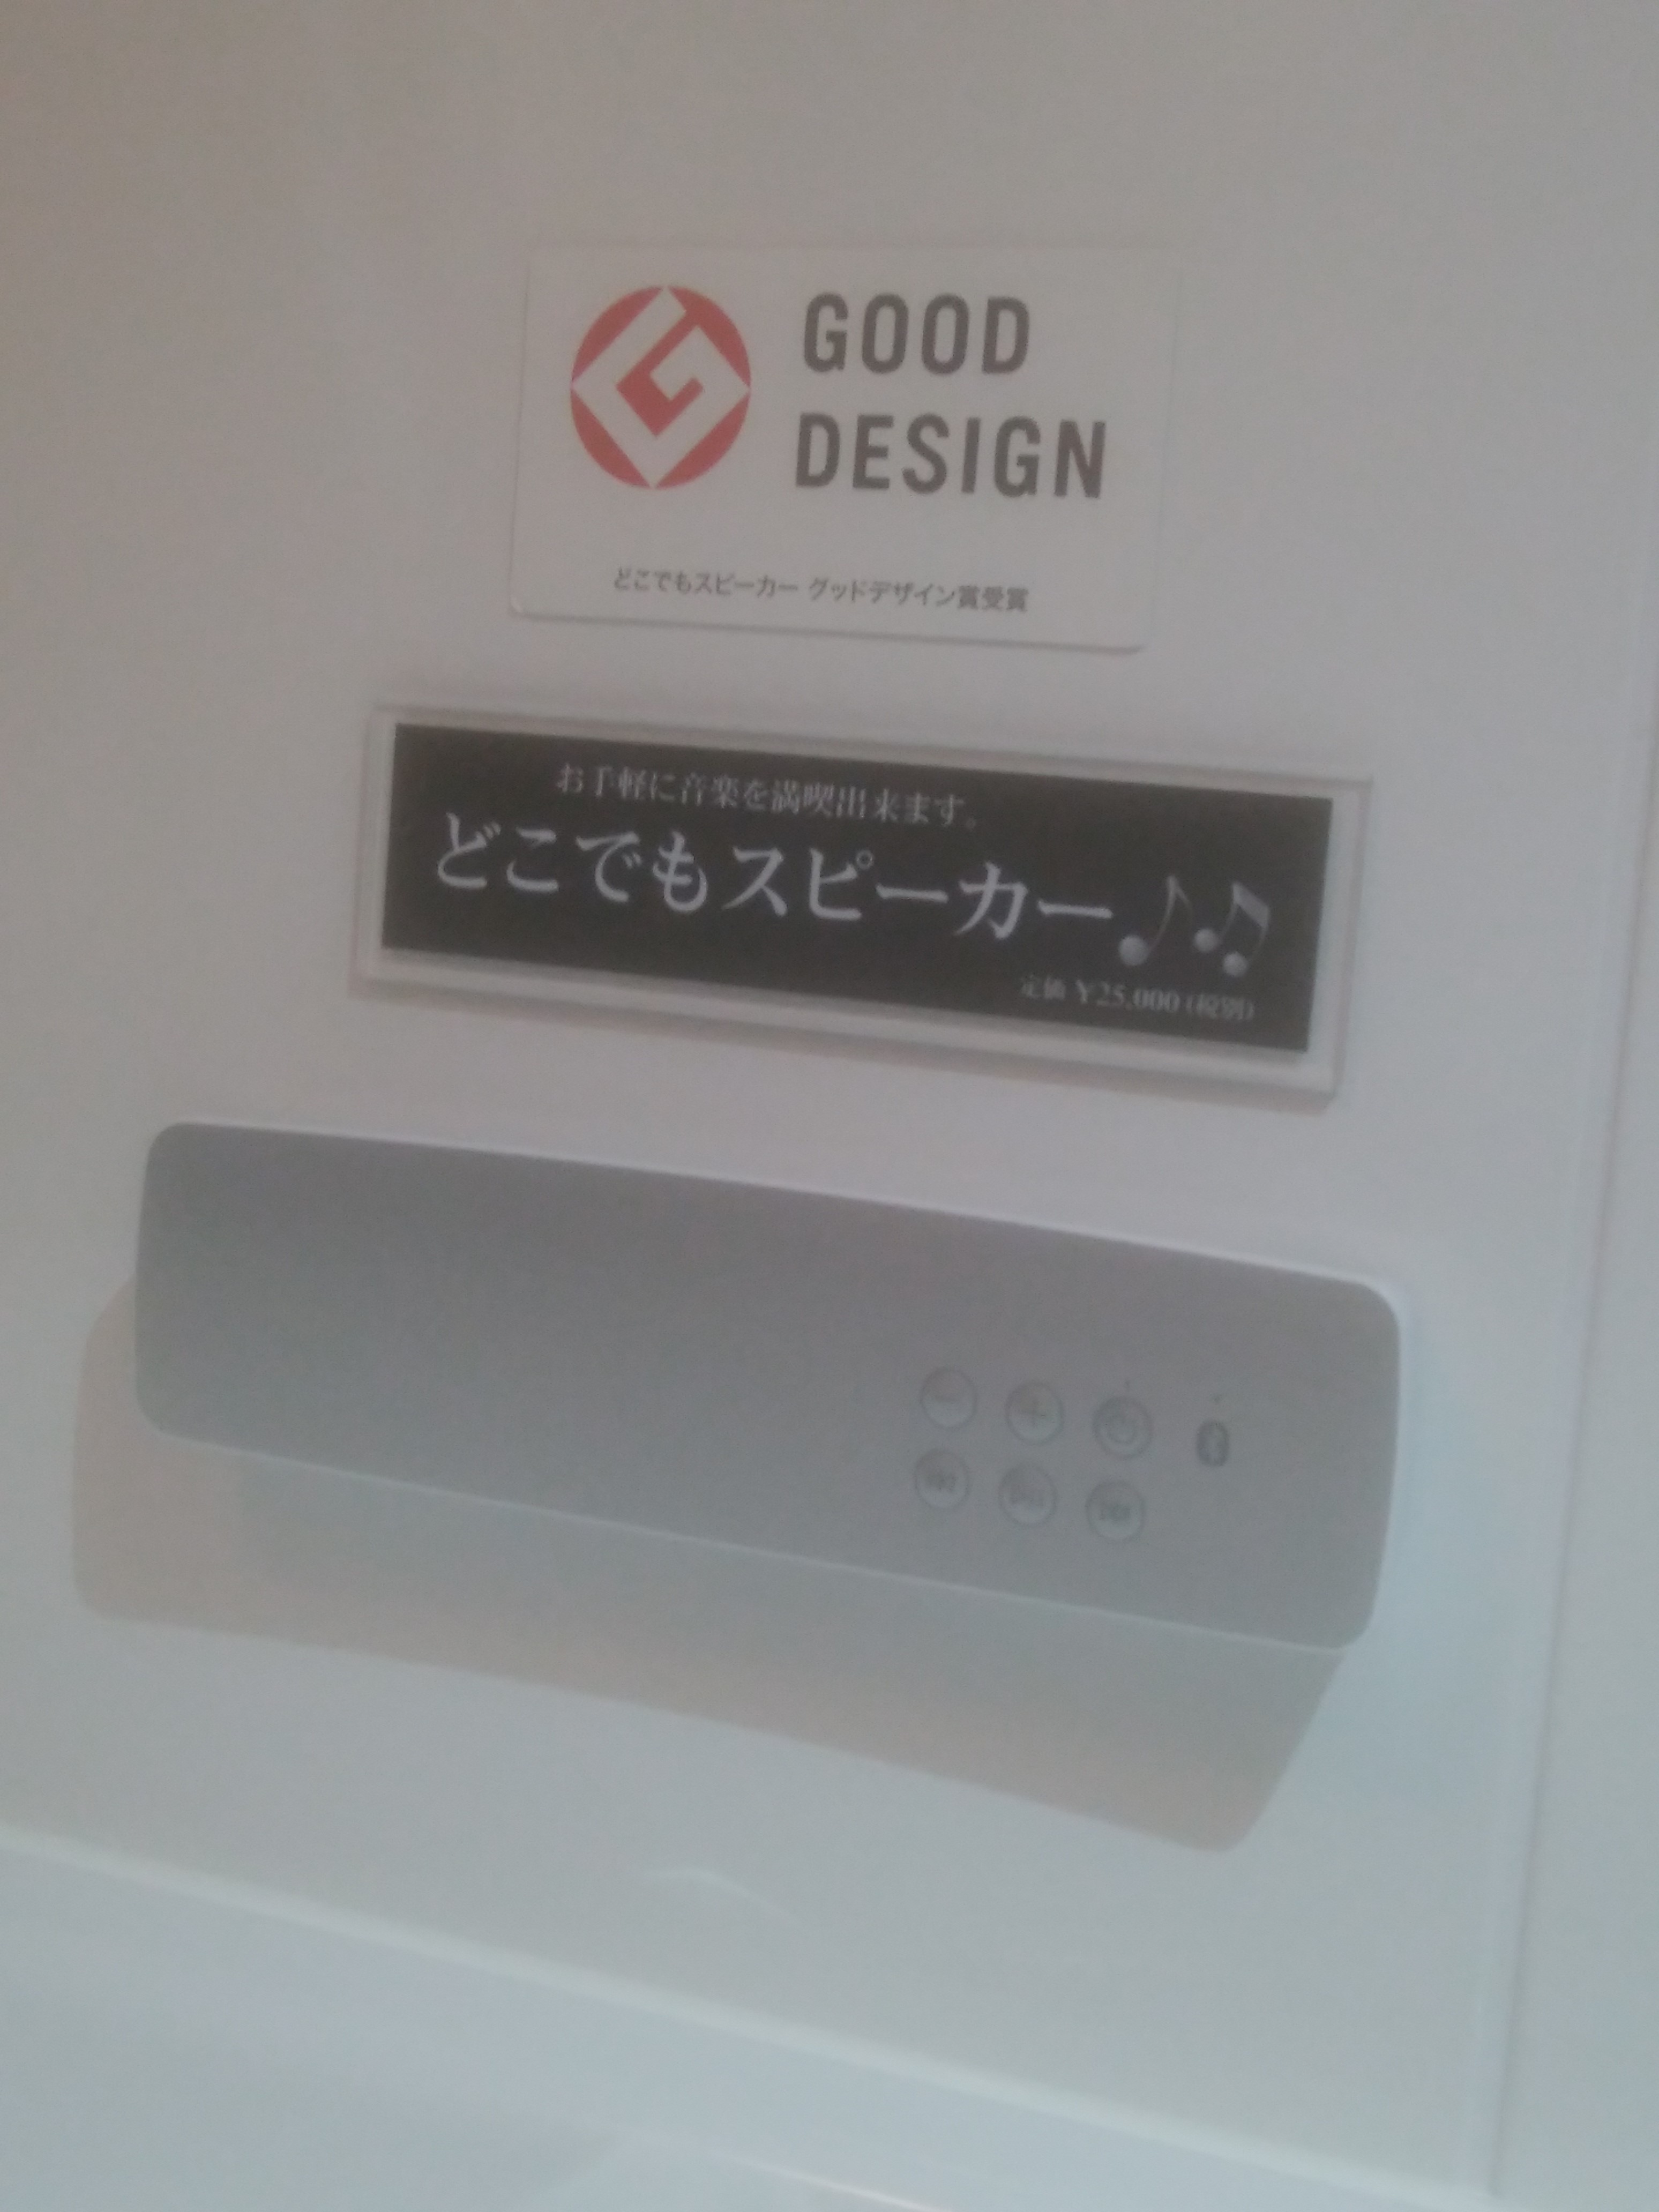 GOOD
DESIGN
どこでもスピーカー グッドデザイン賞受賞
お手軽に音楽を満喫出来ます。
どこでもスピーカー♪♫
定価 ¥25,000 (税別)